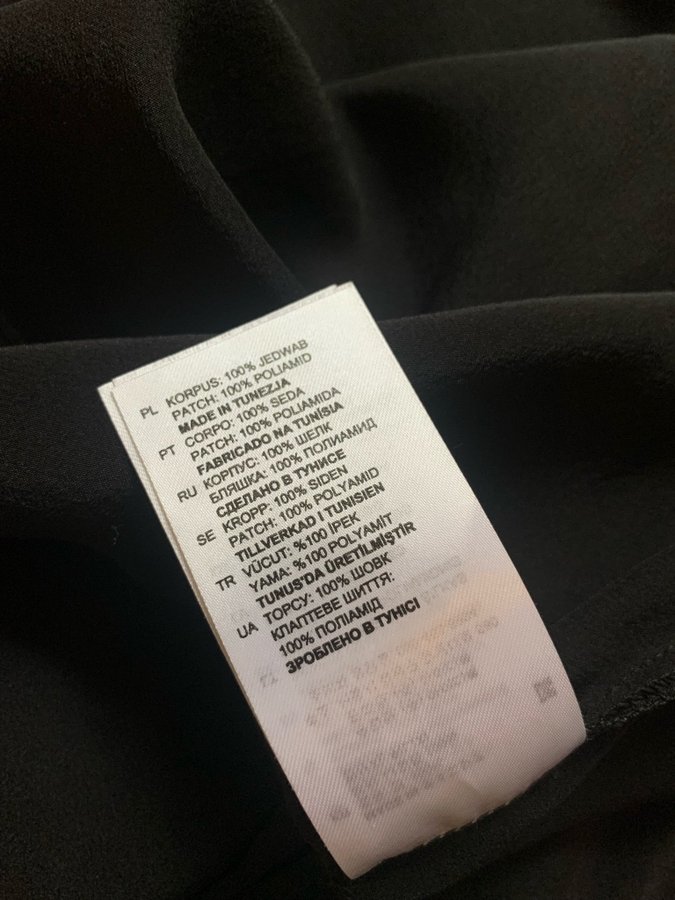 PL KORPUS: 100% JEDWAB
PATCH: 100% POLIAMID
MADE IN TUNEZJA
PT CORPO: 100% SEDA
PATCH: 100% POLIAMIDA
FABRICADO NA TUNÍSIA
RU КОРПУС: 100% ШЕЛК
БЛЯШКА: 100% ПОЛИАМИД
СДЕЛАНО В ТУНИСЕ
SE KROPP: 100% SIDEN
PATCH: 100% POLYAMID
TILLVERKAD I TUNISIEN
TR VÜCUT: %100 İPEK
YAMA: %100 POLYAMİT
TUNUS'DA ÜRETİLMİŞTİR
UA ТОРСУ: 100% ШОВК
КЛАПТЕВЕ ШИТТЯ:
100% ПОЛІАМІД
ЗРОБЛЕНО В ТУНІСІ